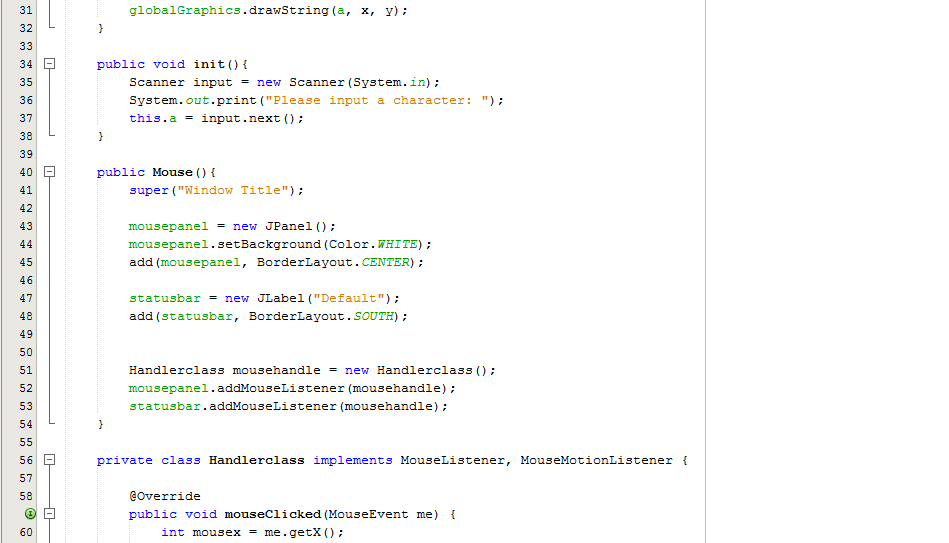 31 globalGraphics.drawString(a, x, y);
32 }
33
34 public void init(){
35 Scanner input = new Scanner(System.in);
36 System.out.print("Please input a character: ");
37 this.a = input.next();
38 }
39
40 public Mouse(){
41 super("Window Title");
42
43 mousepanel = new JPanel();
44 mousepanel.setBackground(Color.WHITE);
45 add(mousepanel, BorderLayout.CENTER);
46
47 statusbar = new JLabel("Default");
48 add(statusbar, BorderLayout.SOUTH);
49
50
51 Handlerclass mousehandle = new Handlerclass();
52 mousepanel.addMouseListener(mousehandle);
53 statusbar.addMouseListener(mousehandle);
54 }
55
56 private class Handlerclass implements MouseListener, MouseMotionListener {
57
58 @Override
public void mouseClicked(MouseEvent me) {
60 int mousex = me.getX();